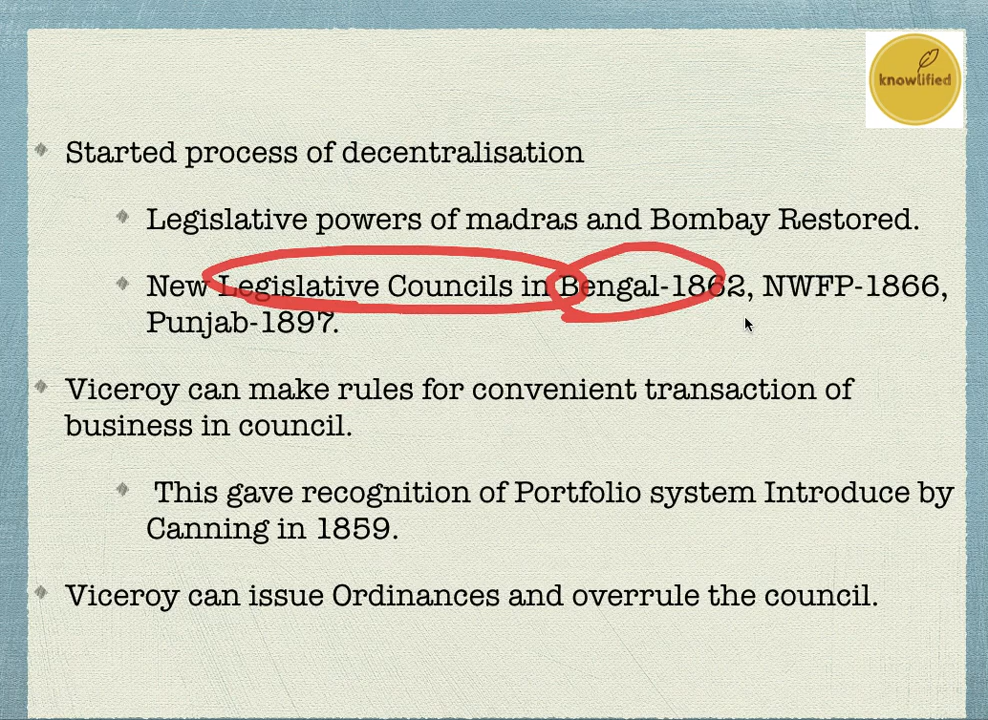 knowlified
Started process of decentralisation
Legislative powers of madras and Bombay Restored.
New Legislative Councils in Bengal-1862, NWFP-1866,
Punjab-1897.
Viceroy can make rules for convenient transaction of
business in council.
This gave recognition of Portfolio system Introduce by
Canning in 1859.
Viceroy can issue Ordinances and overrule the council.